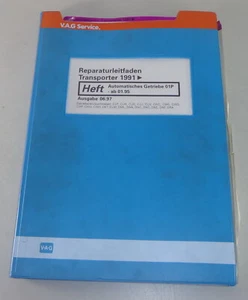 V.A.G Service.
Reparaturleitfaden
Transporter 1991 ►
Heft
Automatisches Getriebe 01P
- ab 01.95
Ausgabe 06.97
V·A·G